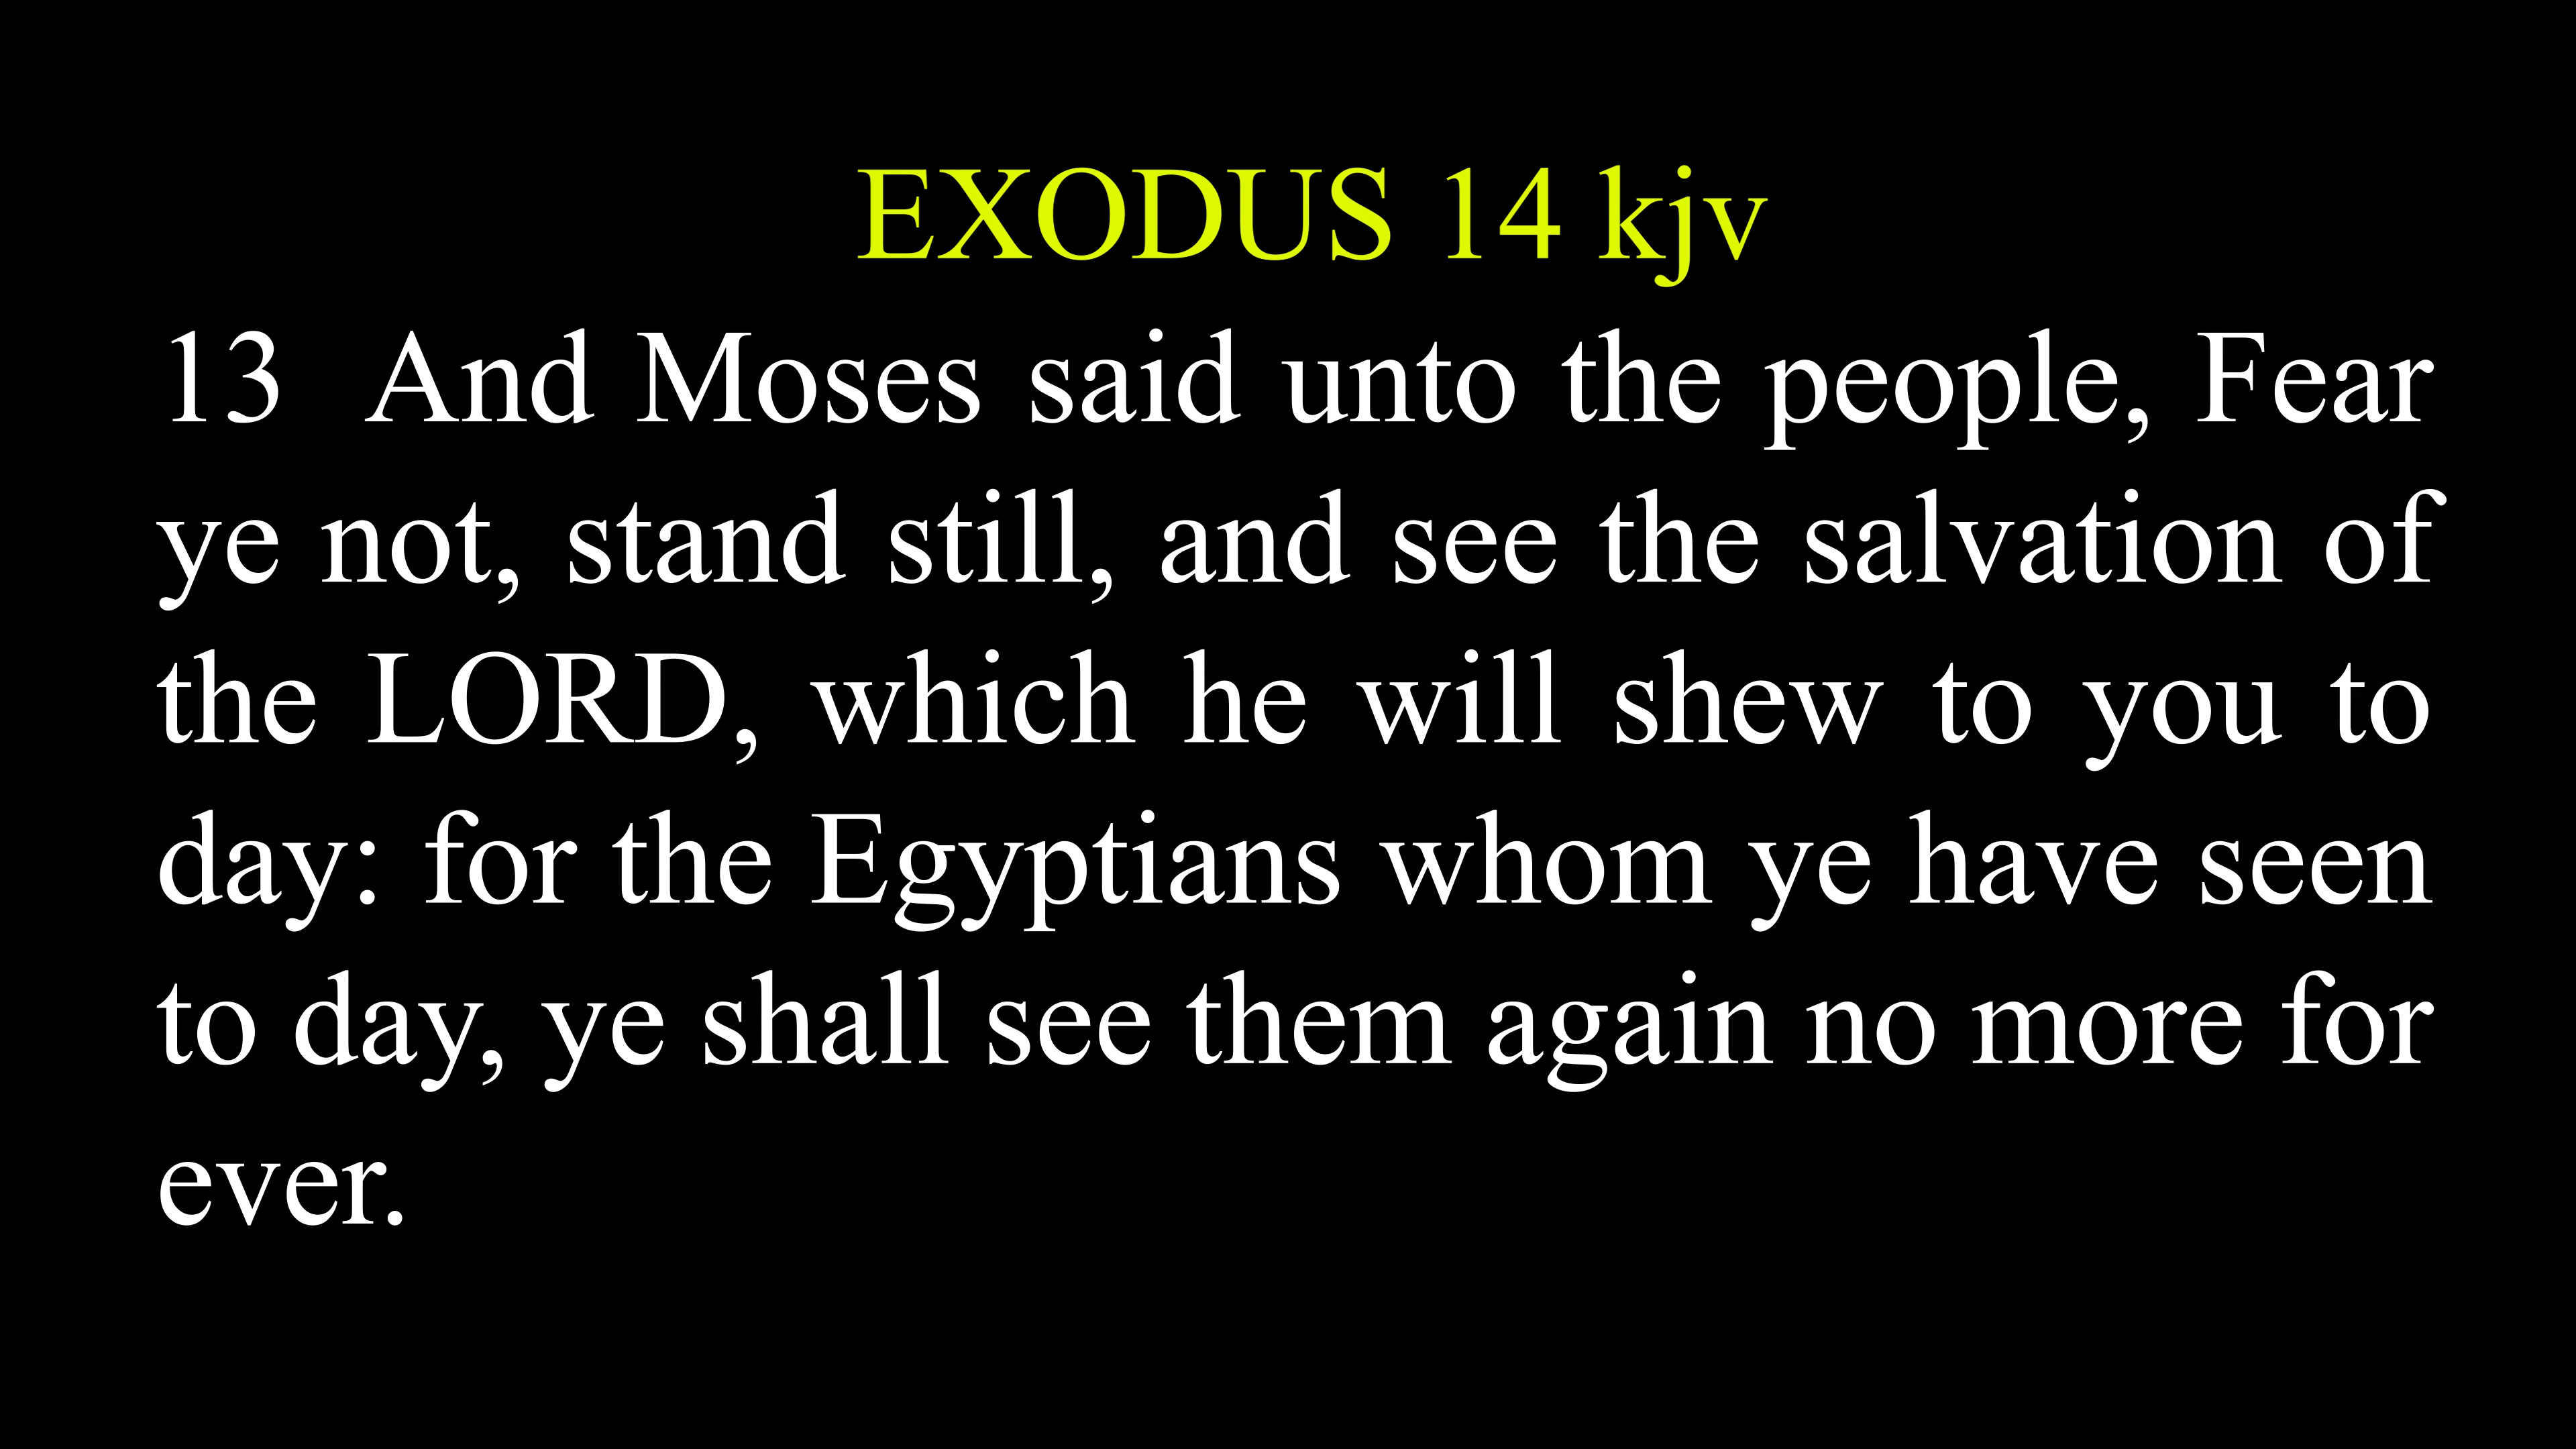 EXODUS 14 kjv
13 And Moses said unto the people, Fear
ye not, stand still, and see the salvation of
the LORD, which he will shew to you to
day: for the Egyptians whom ye have seen
to day, ye shall see them again no more for
ever.